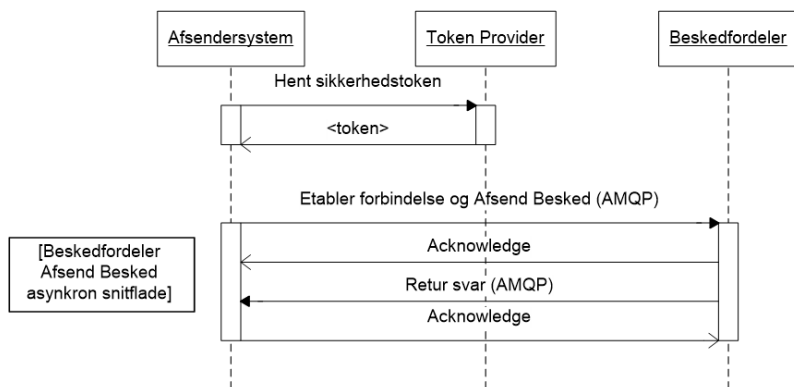 Afsendersystem
Token Provider
Beskedfordeler
Hent sikkerhedstoken
<token>
Etabler forbindelse og Afsend Besked (AMQP)
[Beskedfordeler
Afsend Besked
asynkron snitflade]
Acknowledge
Retur svar (AMQP)
Acknowledge